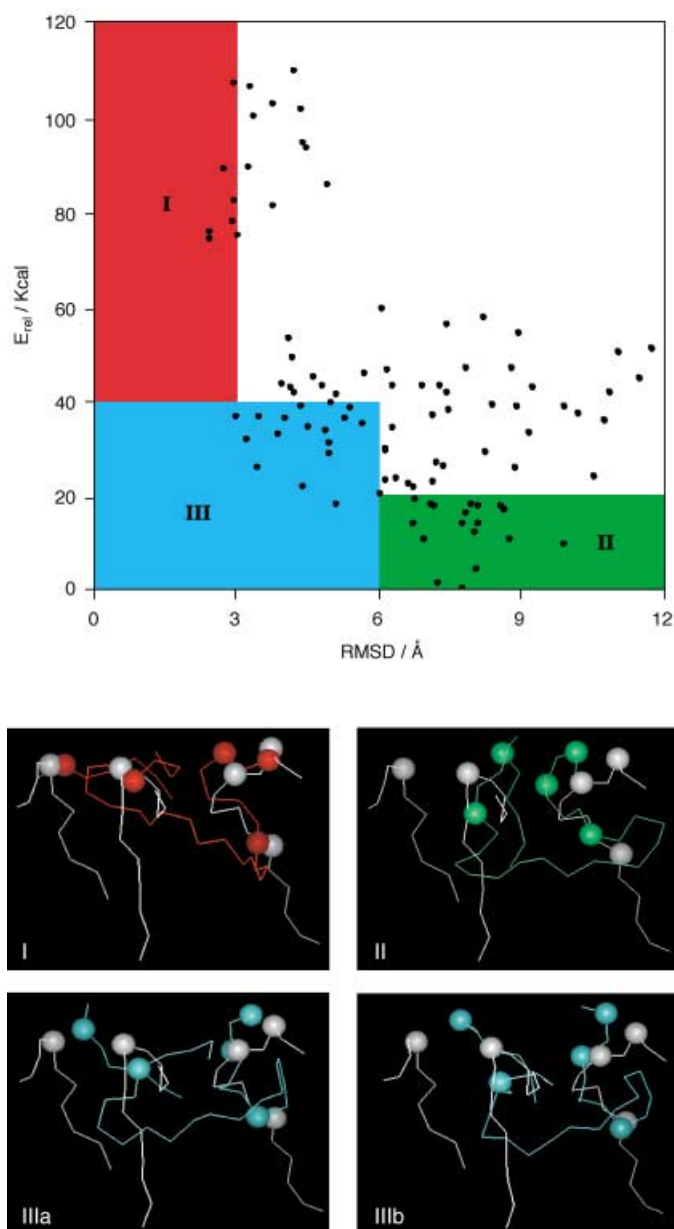 120
100
80
60
40
20
0
E_rel / Kcal
I
III
II
0 3 6 9 12
RMSD / Å
I II
IIIa IIIb